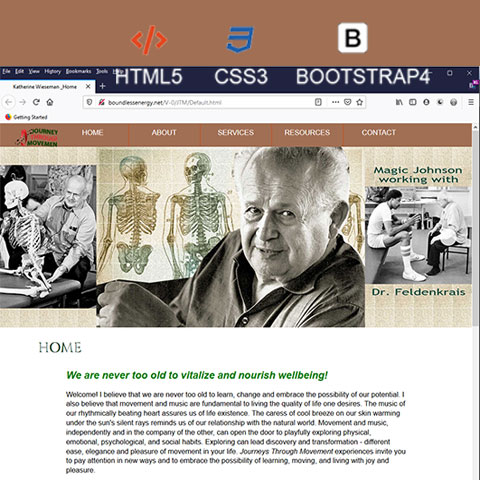 HTML5 CSS3 BOOTSTRAP4
File Edit View History Bookmarks Tools Help
Katherine Wieseman _Home
boundlessenergy.net/V-03JTM/Default.html
Getting Started
JOURNEY
THROUGH
MOVEMEN
HOME ABOUT SERVICES RESOURCES CONTACT
Magic Johnson
working with
Dr. Feldenkrais
HOME
We are never too old to vitalize and nourish wellbeing!
Welcome! I believe that we are never too old to learn, change and embrace the possibility of our potential. I
also believe that movement and music are fundamental to living the quality of life one desires. The music of
our rhythmically beating heart assures us of life existence. The caress of cool breeze on our skin warming
under the sun's silent rays reminds us of our relationship with the natural world. Movement and music,
independently and in the company of the other, can open the door to playfully exploring physical,
emotional, psychological, and social habits. Exploring can lead discovery and transformation - different
ease, elegance and pleasure of movement in your life. Journeys Through Movement experiences invite you
to pay attention in new ways and to embrace the possibility of learning, moving, and living with joy and
pleasure.